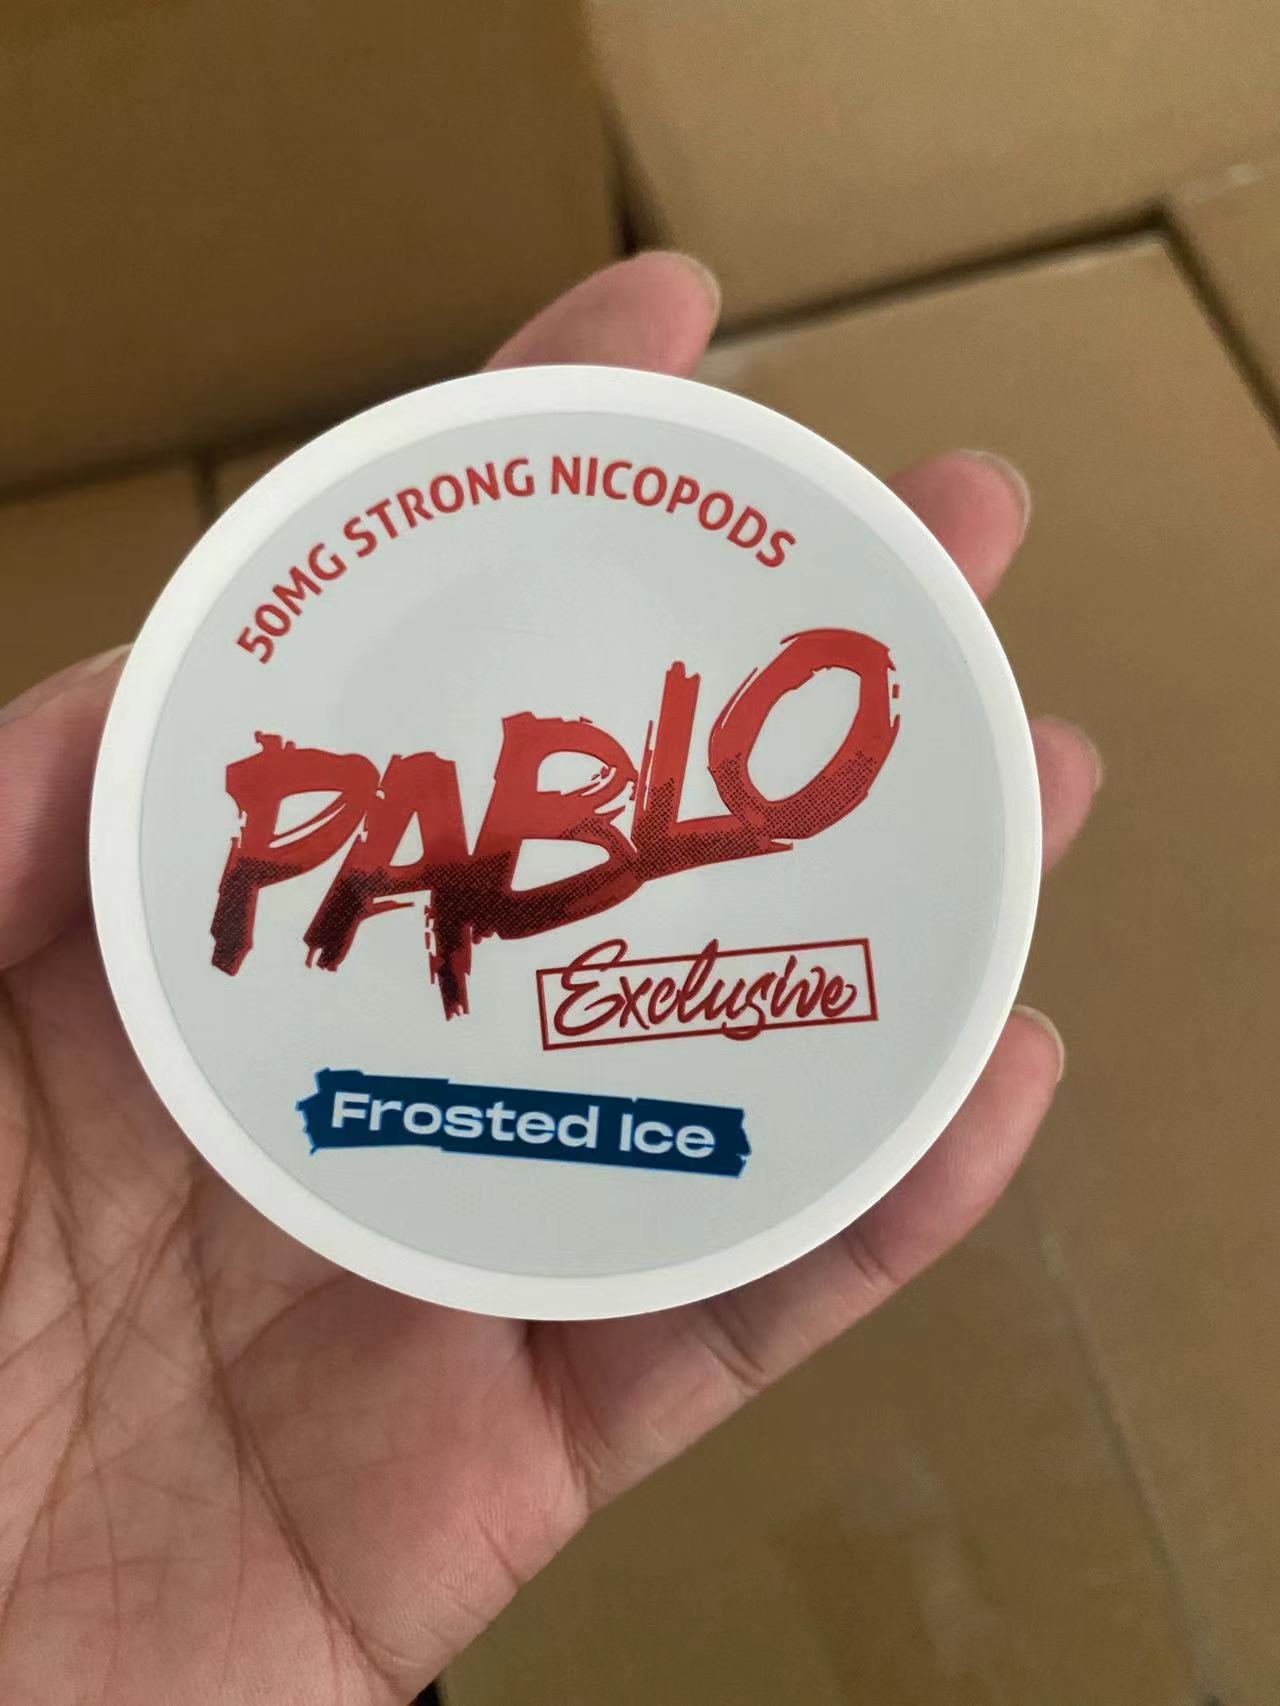 50MG STRONG NICOPODS
PABLO
Exclusive
Frosted Ice